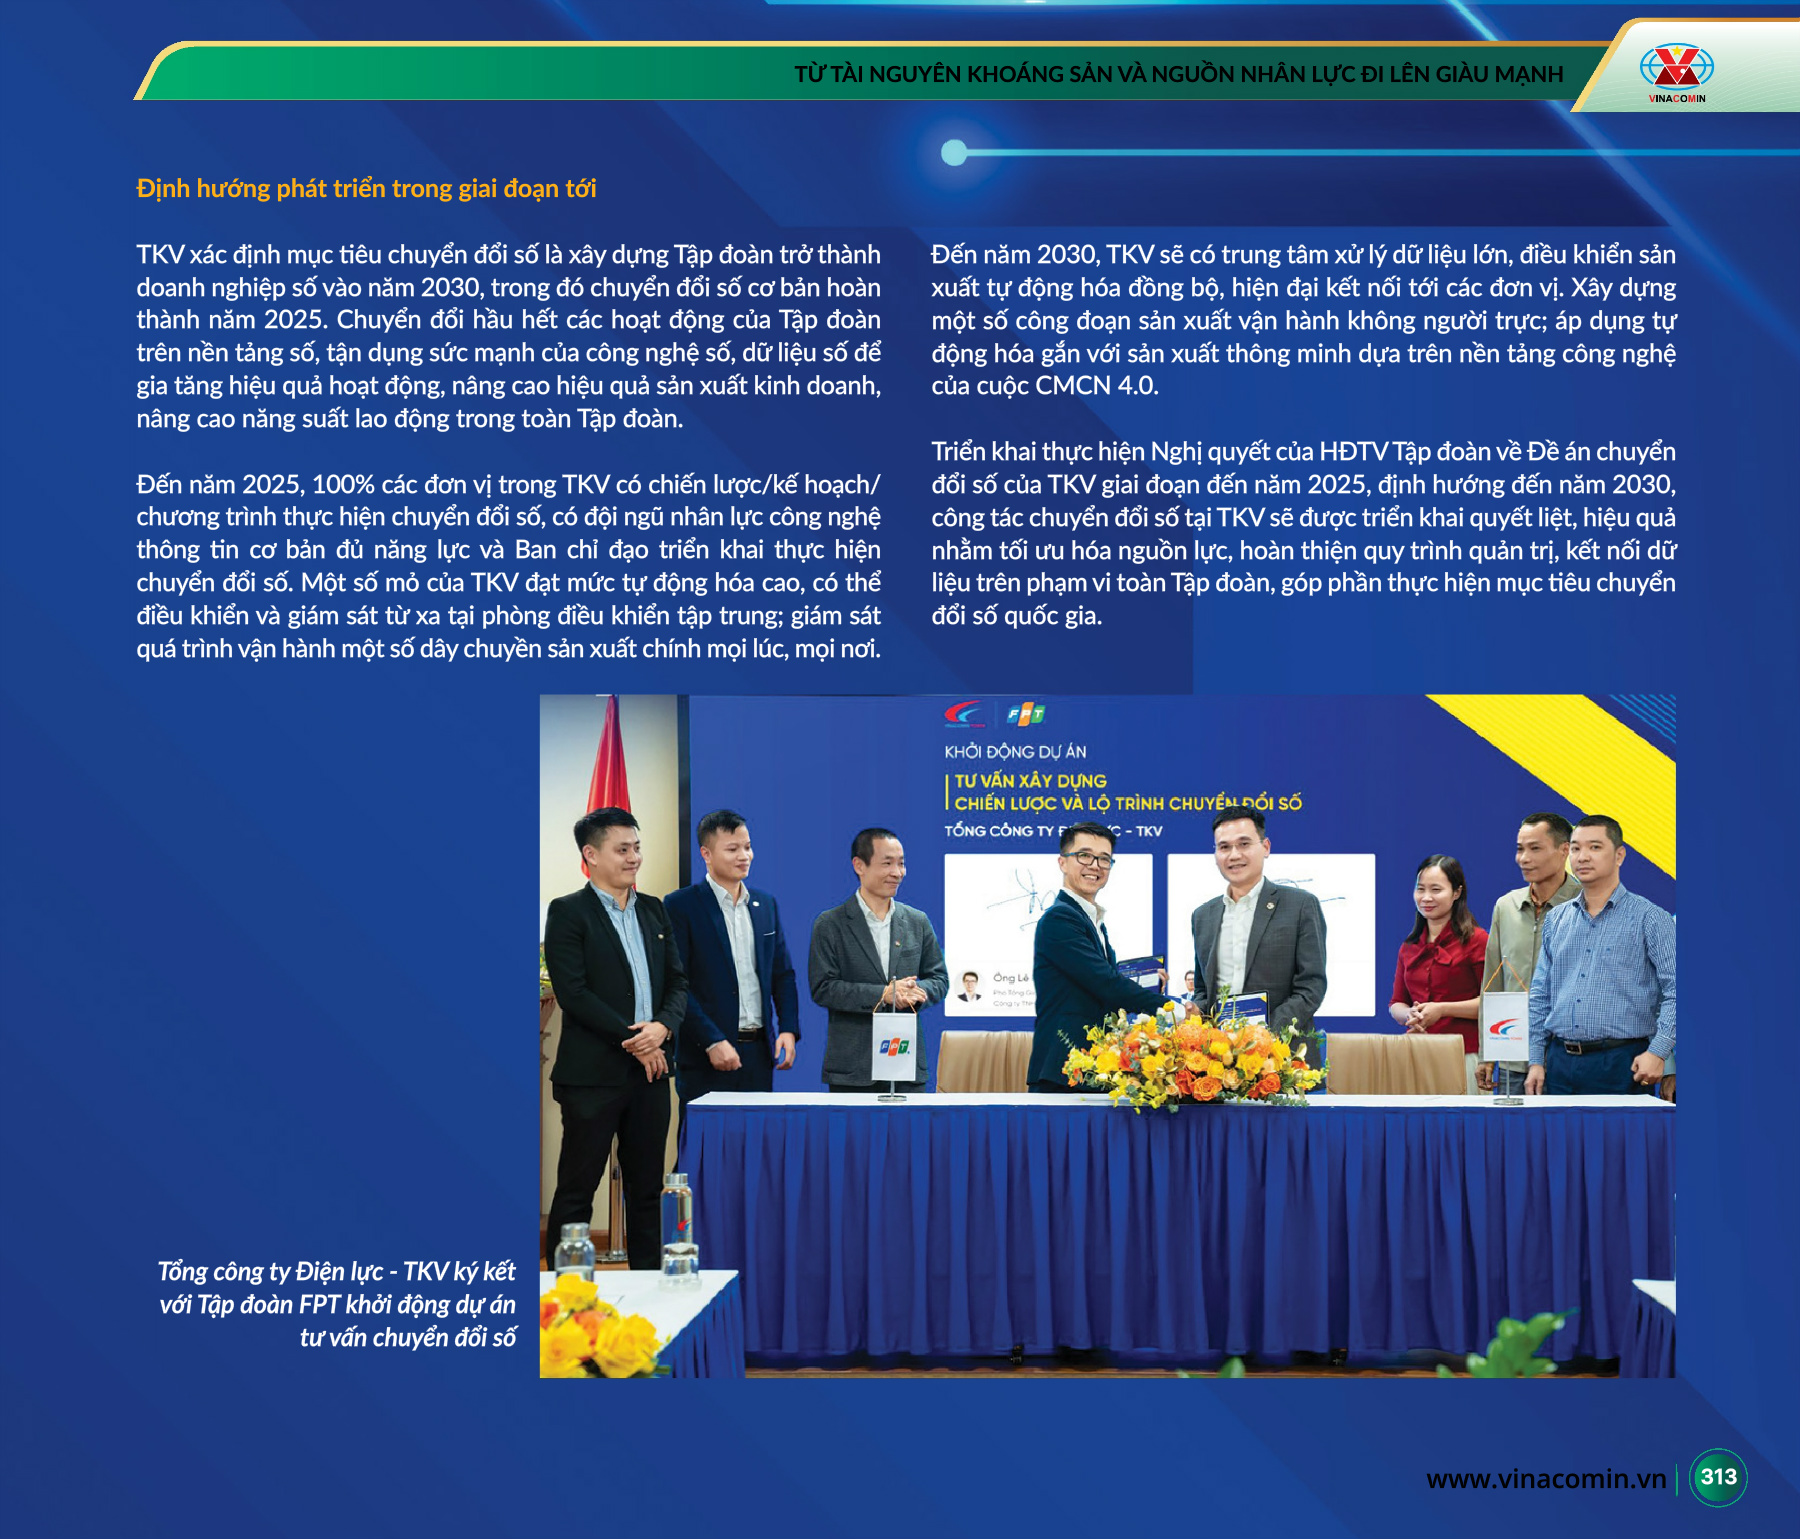 TỪ TÀI NGUYÊN KHOÁNG SẢN VÀ NGUỒN NHÂN LỰC ĐI LÊN GIÀU MẠNH
VINACOMIN
Định hướng phát triển trong giai đoạn tới
TKV xác định mục tiêu chuyển đổi số là xây dựng Tập đoàn trở thành
doanh nghiệp số vào năm 2030, trong đó chuyển đổi số cơ bản hoàn
thành năm 2025. Chuyển đổi hầu hết các hoạt động của Tập đoàn
trên nền tảng số, tận dụng sức mạnh của công nghệ số, dữ liệu số để
gia tăng hiệu quả hoạt động, nâng cao hiệu quả sản xuất kinh doanh,
nâng cao năng suất lao động trong toàn Tập đoàn.
Đến năm 2025, 100% các đơn vị trong TKV có chiến lược/kế hoạch/
chương trình thực hiện chuyển đổi số, có đội ngũ nhân lực công nghệ
thông tin cơ bản đủ năng lực và Ban chỉ đạo triển khai thực hiện
chuyển đổi số. Một số mỏ của TKV đạt mức tự động hóa cao, có thể
điều khiển và giám sát từ xa tại phòng điều khiển tập trung; giám sát
quá trình vận hành một số dây chuyền sản xuất chính mọi lúc, mọi nơi.
Đến năm 2030, TKV sẽ có trung tâm xử lý dữ liệu lớn, điều khiển sản
xuất tự động hóa đồng bộ, hiện đại kết nối tới các đơn vị. Xây dựng
một số công đoạn sản xuất vận hành không người trực; áp dụng tự
động hóa gắn với sản xuất thông minh dựa trên nền tảng công nghệ
của cuộc CMCN 4.0.
Triển khai thực hiện Nghị quyết của HĐTV Tập đoàn về Đề án chuyển
đổi số của TKV giai đoạn đến năm 2025, định hướng đến năm 2030,
công tác chuyển đổi số tại TKV sẽ được triển khai quyết liệt, hiệu quả
nhằm tối ưu hóa nguồn lực, hoàn thiện quy trình quản trị, kết nối dữ
liệu trên phạm vi toàn Tập đoàn, góp phần thực hiện mục tiêu chuyển
đổi số quốc gia.
FPT
KHỞI ĐỘNG DỰ ÁN
TƯ VẤN XÂY DỰNG
CHIẾN LƯỢC VÀ LỘ TRÌNH CHUYỂN ĐỔI SỐ
TỔNG CÔNG TY - TKV
Ông Lê
FPT
Tổng công ty Điện lực - TKV ký kết
với Tập đoàn FPT khởi động dự án
tư vấn chuyển đổi số
www.vinacomin.vn
313